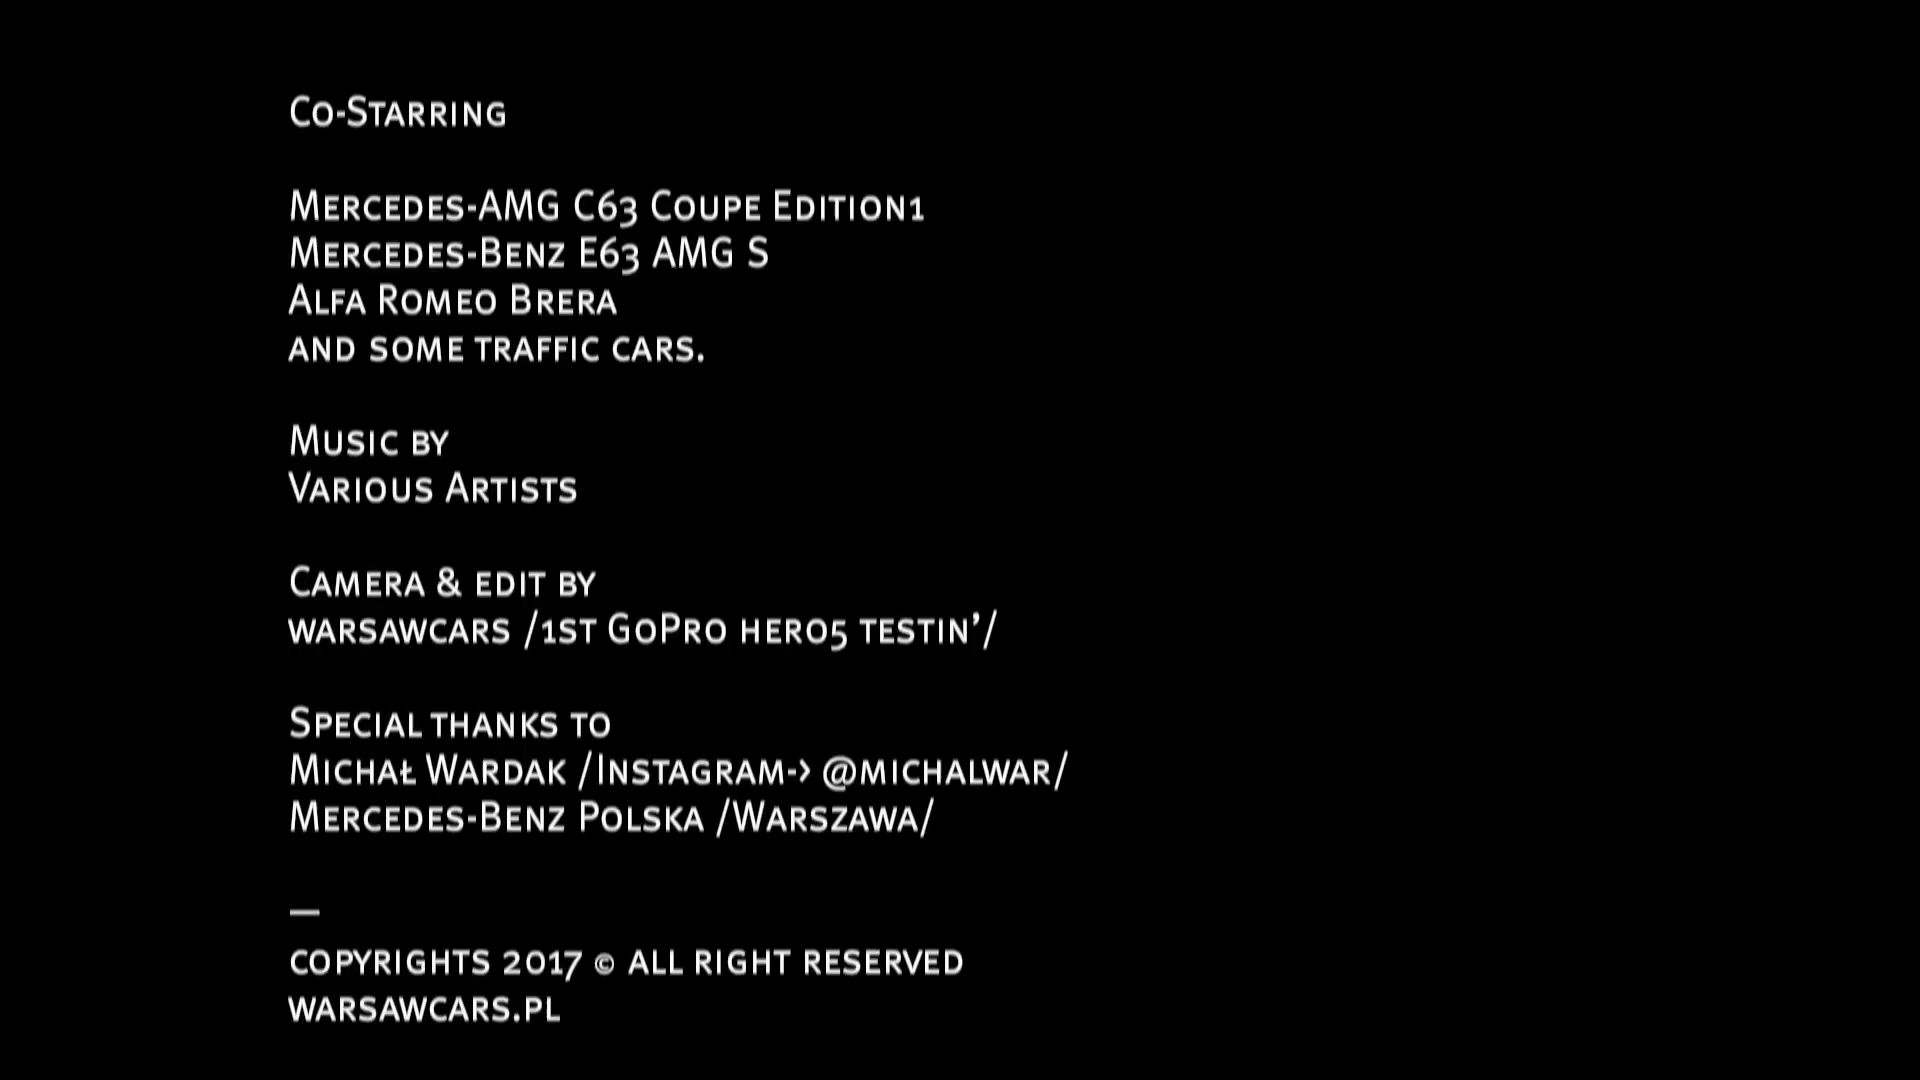 Co-Starring
Mercedes-AMG C63 Coupe Edition1
Mercedes-Benz E63 AMG S
Alfa Romeo Brera
and some traffic cars.
Music by
Various Artists
Camera & edit by
warsawcars /1st GoPro hero5 testin’/
Special thanks to
Michał Wardak /Instagram-> @michalwar/
Mercedes-Benz Polska /Warszawa/
—
copyrights 2017 © all right reserved
warsawcars.pl